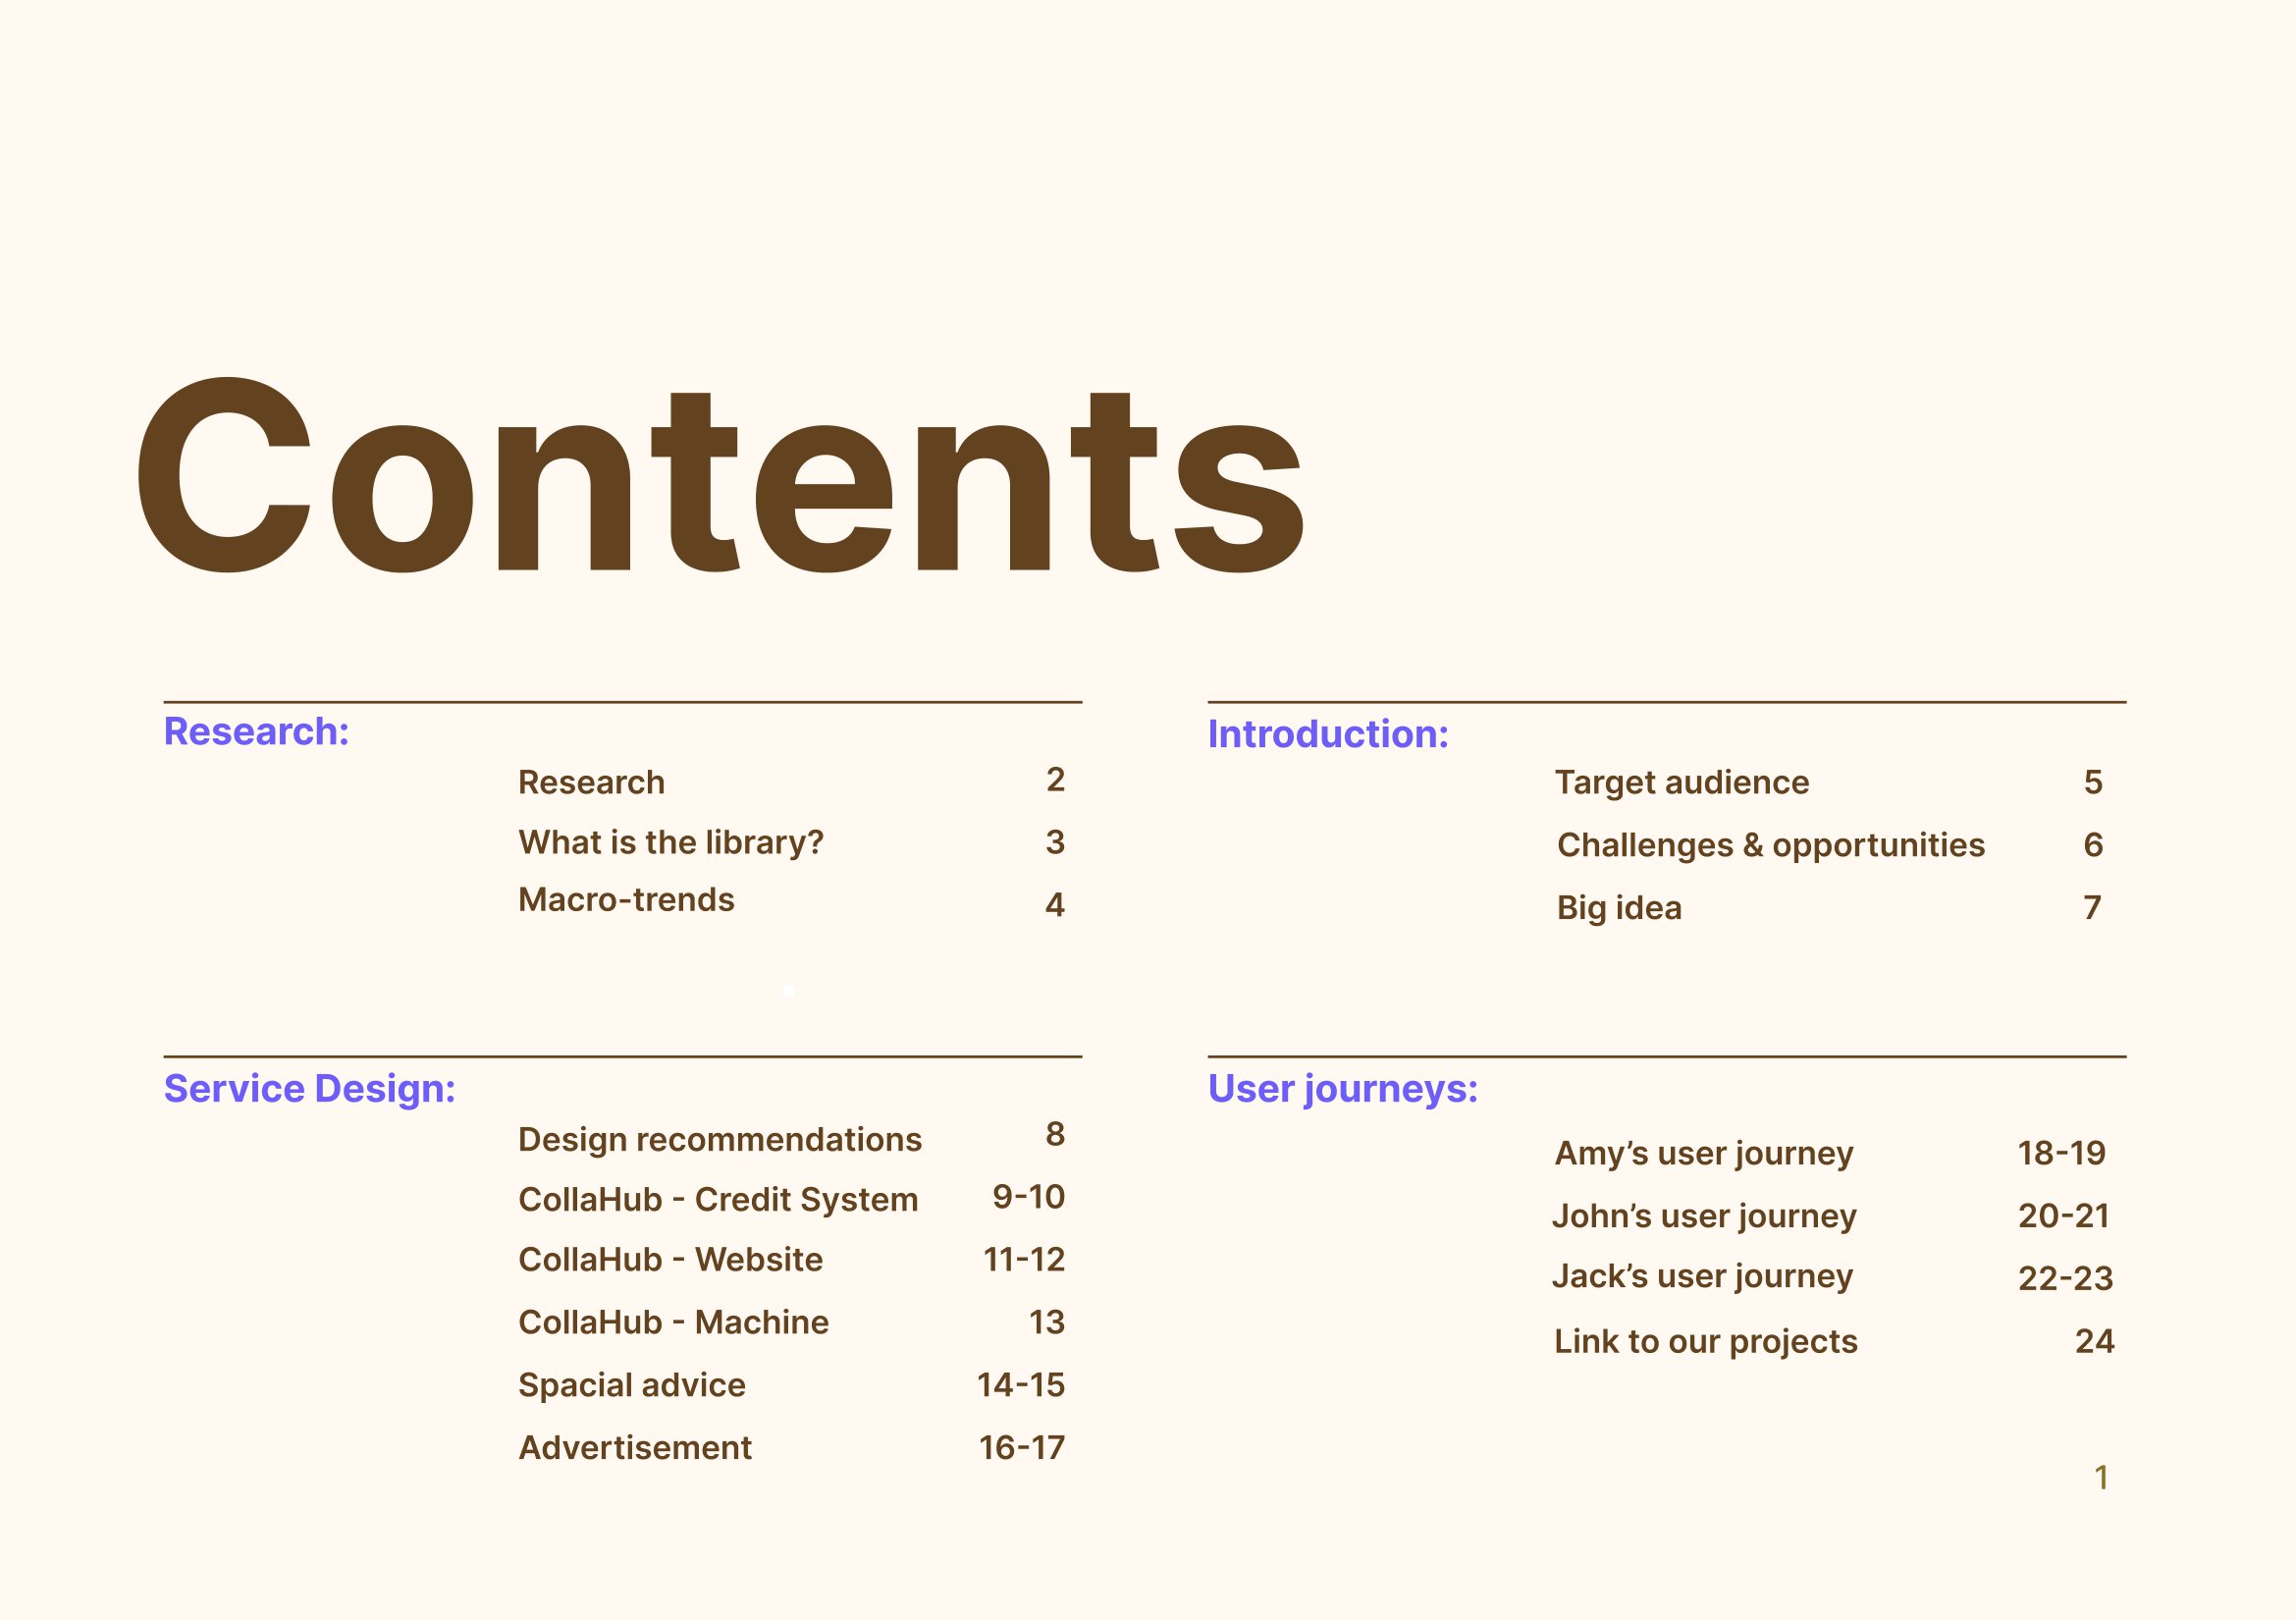 Contents
Research:
Research 2
What is the library? 3
Macro-trends 4
Introduction:
Target audience 5
Challenges & opportunities 6
Big idea 7
Service Design:
Design recommendations 8
CollaHub - Credit System 9-10
CollaHub - Website 11-12
CollaHub - Machine 13
Spacial advice 14-15
Advertisement 16-17
User journeys:
Amy’s user journey 18-19
John’s user journey 20-21
Jack’s user journey 22-23
Link to our projects 24
1